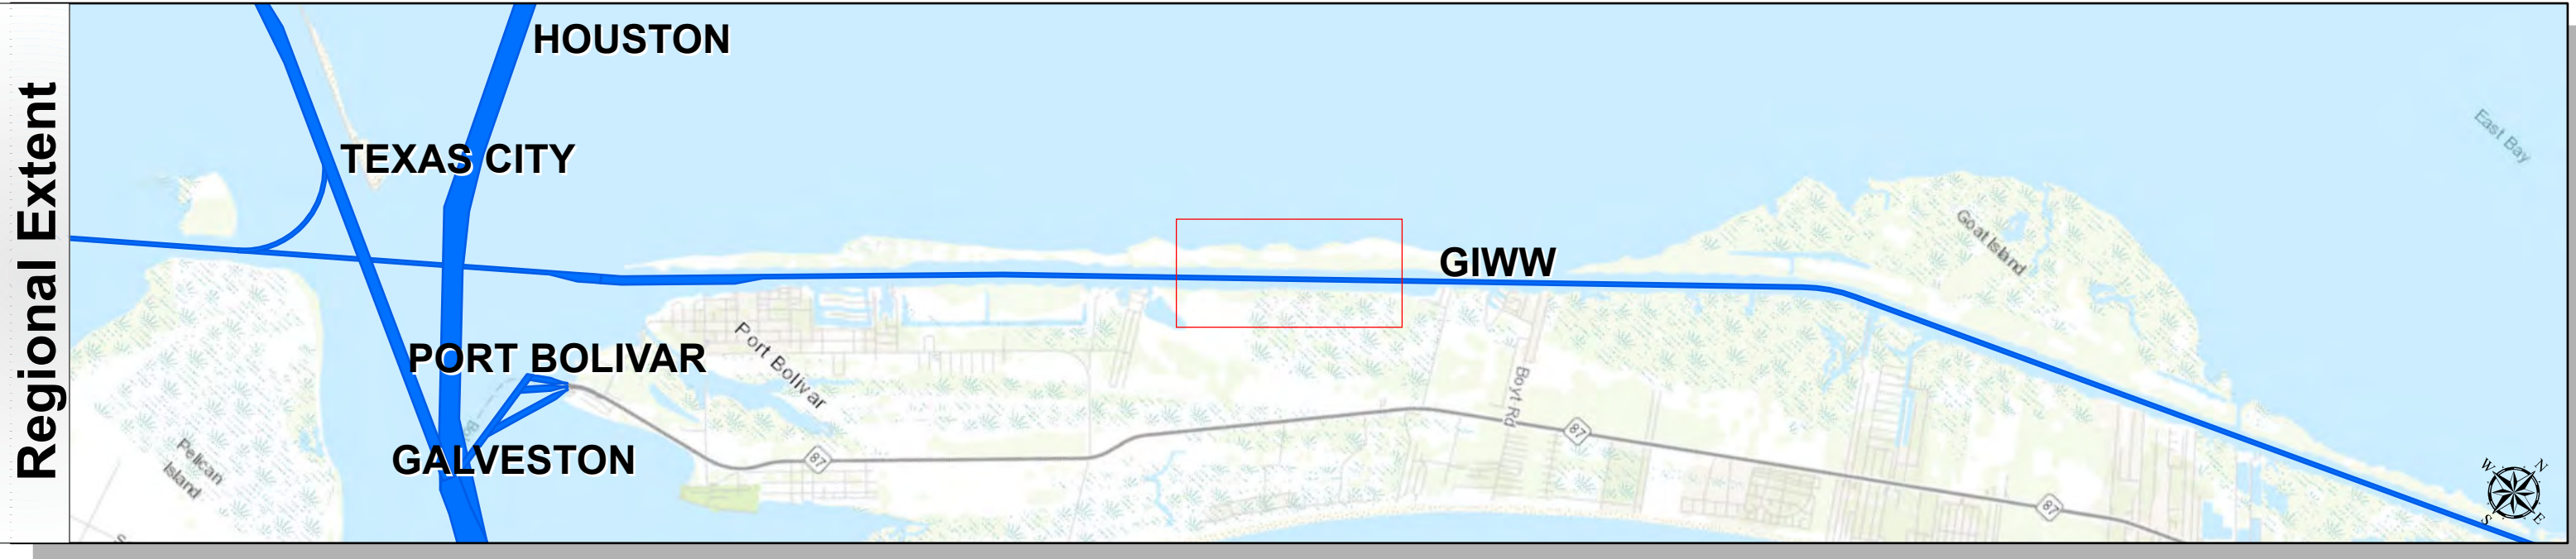 Regional Extent
HOUSTON
TEXAS CITY
East Bay
Goat Island
GIWW
PORT BOLIVAR
Port Bolivar
Boyt Rd
87
GALVESTON
87
87
Pelican
Island
W
N
S
E